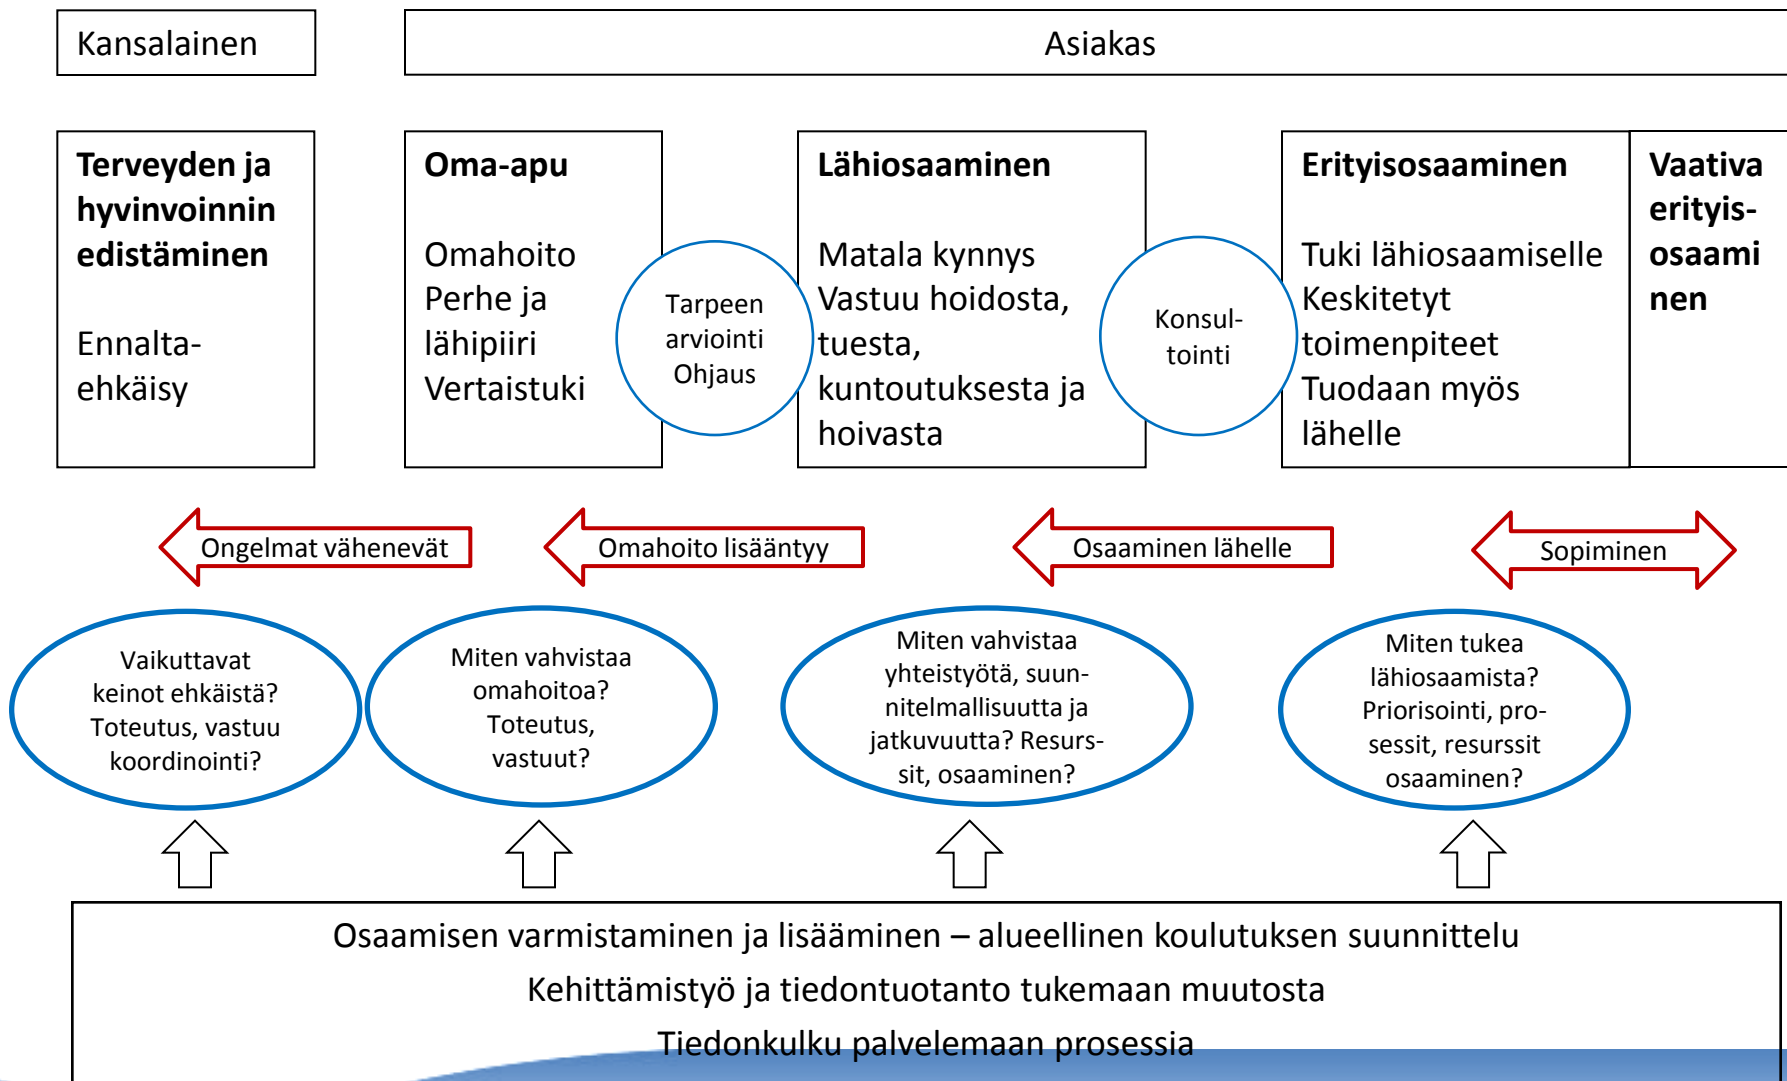 Kansalainen
Asiakas
Terveyden ja
hyvinvoinnin
edistäminen
Ennalta-
ehkäisy
Oma-apu
Omahoito
Perhe ja
lähipiiri
Vertaistuki
Tarpeen
arviointi
Ohjaus
Lähiosaaminen
Matala kynnys
Vastuu hoidosta,
tuesta,
kuntoutuksesta ja
hoivasta
Konsul-
tointi
Erityisosaaminen
Tuki lähiosaamiselle
Keskitetyt
toimenpiteet
Tuodaan myös
lähelle
Vaativa
erityis-
osaami
nen
Ongelmat vähenevät
Omahoito lisääntyy
Osaaminen lähelle
Sopiminen
Vaikuttavat
keinot ehkäistä?
Toteutus, vastuu
koordinointi?
Miten vahvistaa
omahoitoa?
Toteutus,
vastuut?
Miten vahvistaa
yhteistyötä, suun-
nitelmallisuutta ja
jatkuvuutta? Resurs-
sit, osaaminen?
Miten tukea
lähiosaamista?
Priorisointi, pro-
sessit, resurssit
osaaminen?
Osaamisen varmistaminen ja lisääminen – alueellinen koulutuksen suunnittelu
Kehittämistyö ja tiedontuotanto tukemaan muutosta
Tiedonkulku palvelemaan prosessia